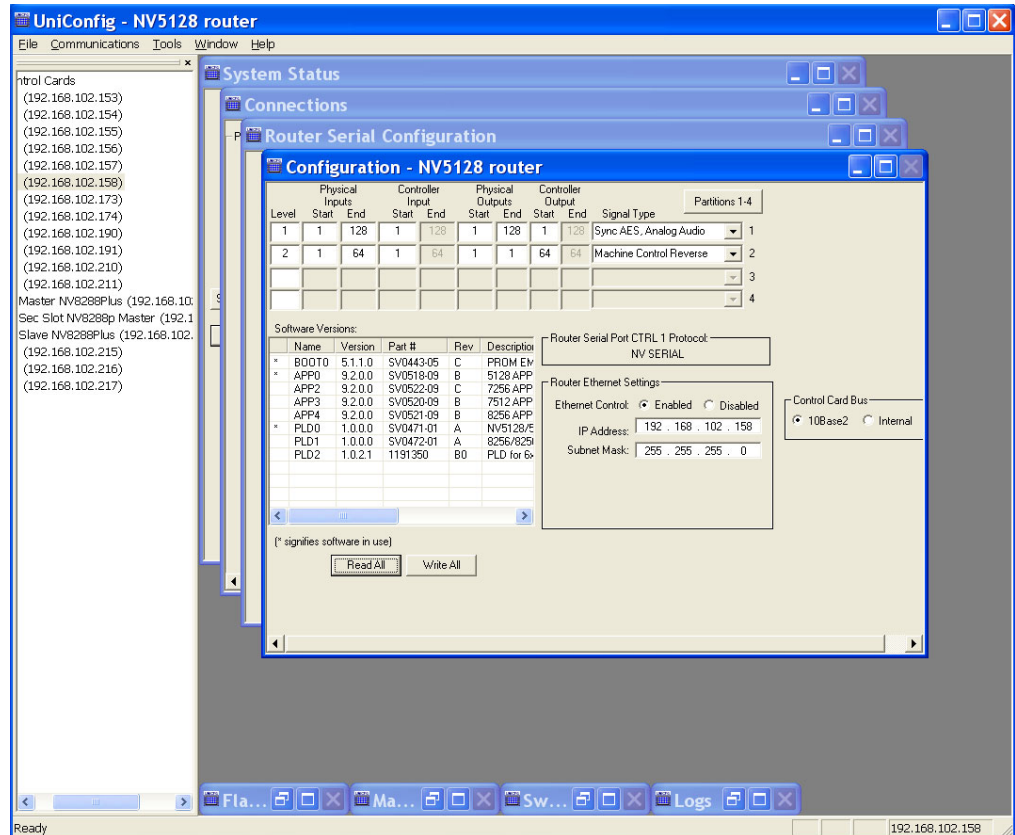 UniConfig - NV5128 router
File Communications Tools Window Help
ntrol Cards
(192.168.102.153)
(192.168.102.154)
(192.168.102.155)
(192.168.102.156)
(192.168.102.157)
(192.168.102.158)
(192.168.102.173)
(192.168.102.174)
(192.168.102.190)
(192.168.102.191)
(192.168.102.210)
(192.168.102.211)
Master NV8288Plus (192.168.10
Sec Slot NV8288p Master (192.1
Slave NV8288Plus (192.168.102.
(192.168.102.215)
(192.168.102.216)
(192.168.102.217)
System Status
Connections
P
Router Serial Configuration
S
Configuration - NV5128 router
Physical Controller Physical Controller
Inputs Input Outputs Output
Level Start End Start End Start End Start End Signal Type Partitions 1-4
1 1 128 1 128 1 128 1 128 Sync AES, Analog Audio 1
2 1 64 1 64 1 1 64 64 Machine Control Reverse 2
3
4
Software Versions:
Name Version Part # Rev Description
* BOOT0 5.1.1.0 SV0443-05 C PROM EM
* APP0 9.2.0.0 SV0518-09 B 5128 APP
APP2 9.2.0.0 SV0522-09 C 7256 APP
APP3 9.2.0.0 SV0520-09 B 7512 APP
APP4 9.2.0.0 SV0521-09 B 8256 APP
* PLD0 1.0.0.0 SV0471-01 A NV5128/5
PLD1 1.0.0.0 SV0472-01 A 8256/825
PLD2 1.0.2.1 1191350 B0 PLD for 6x
(* signifies software in use)
Read All Write All
Router Serial Port CTRL 1 Protocol:
NV SERIAL
Router Ethernet Settings
Ethernet Control: Enabled Disabled
IP Address: 192 . 168 . 102 . 158
Subnet Mask: 255 . 255 . 255 . 0
Control Card Bus
10Base2 Internal
Fla... Ma... Sw... Logs
Ready 192.168.102.158